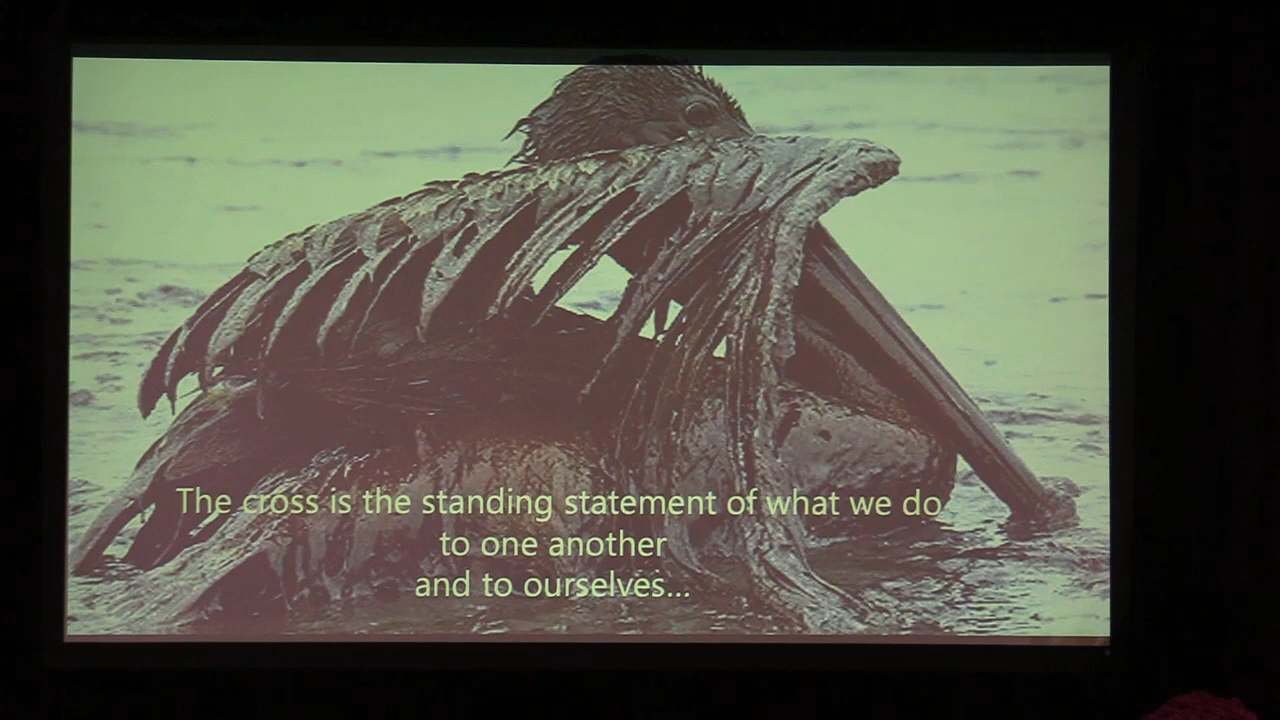 The cross is the standing statement of what we do
to one another
and to ourselves...